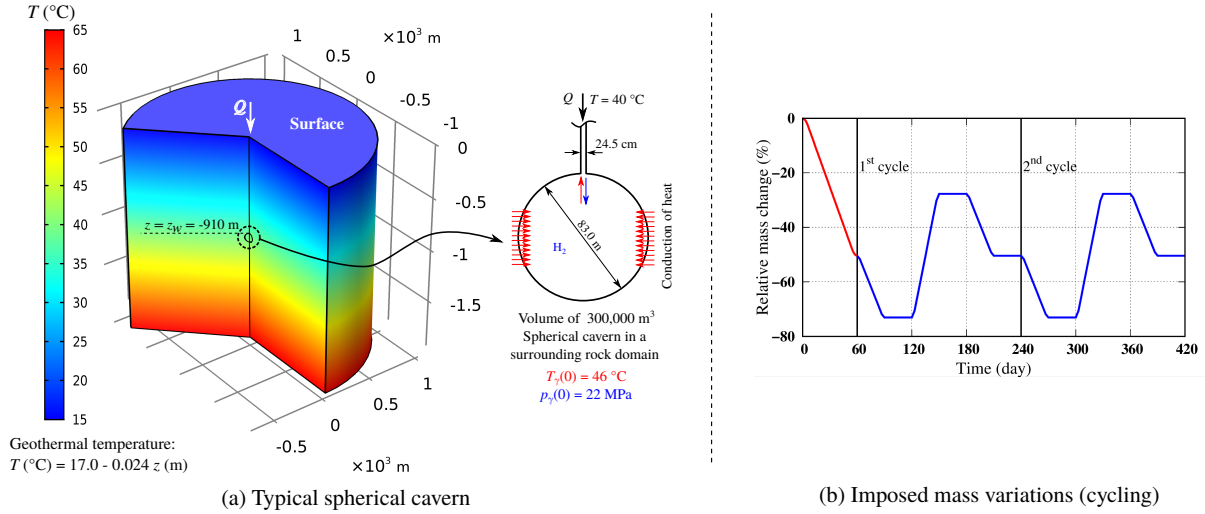 T (°C)
65
60
55
50
45
40
35
30
25
20
15
Geothermal temperature:
T (°C) = 17.0 - 0.024 z (m)
1
0.5
0
-0.5
-1
×10³ m
0
-0.5
-1
-1.5
1
0.5
0
-0.5
×10³ m
Q
Surface
z = z_w = -910 m
Q
T = 40 °C
24.5 cm
83.0 m
H₂
Conduction of heat
Volume of 300,000 m³
Spherical cavern in a
surrounding rock domain
Tᵧ(0) = 46 °C
pᵧ(0) = 22 MPa
(a) Typical spherical cavern
Relative mass change (%)
0
−20
−40
−60
−80
1st cycle
2nd cycle
0 60 120 180 240 300 360 420
Time (day)
(b) Imposed mass variations (cycling)